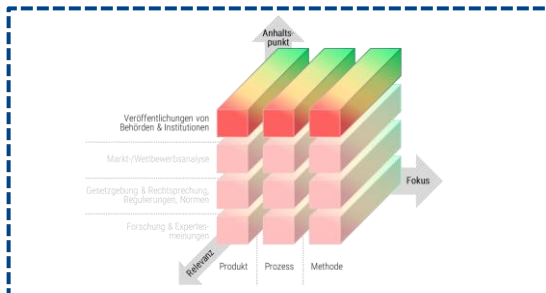 Anhalts
punkt
Veröffentlichungen von
Behörden & Institutionen
Markt-/Wettbewerbsanalyse
Gesetzgebung & Rechtsprechung,
Regulierungen, Normen
Forschung & Experten-
meinungen
Fokus
Relevanz
Produkt
Prozess
Methode